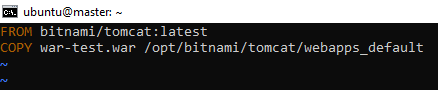 ubuntu@master: ~
FROM bitnami/tomcat:latest
COPY war-test.war /opt/bitnami/tomcat/webapps_default
~
~